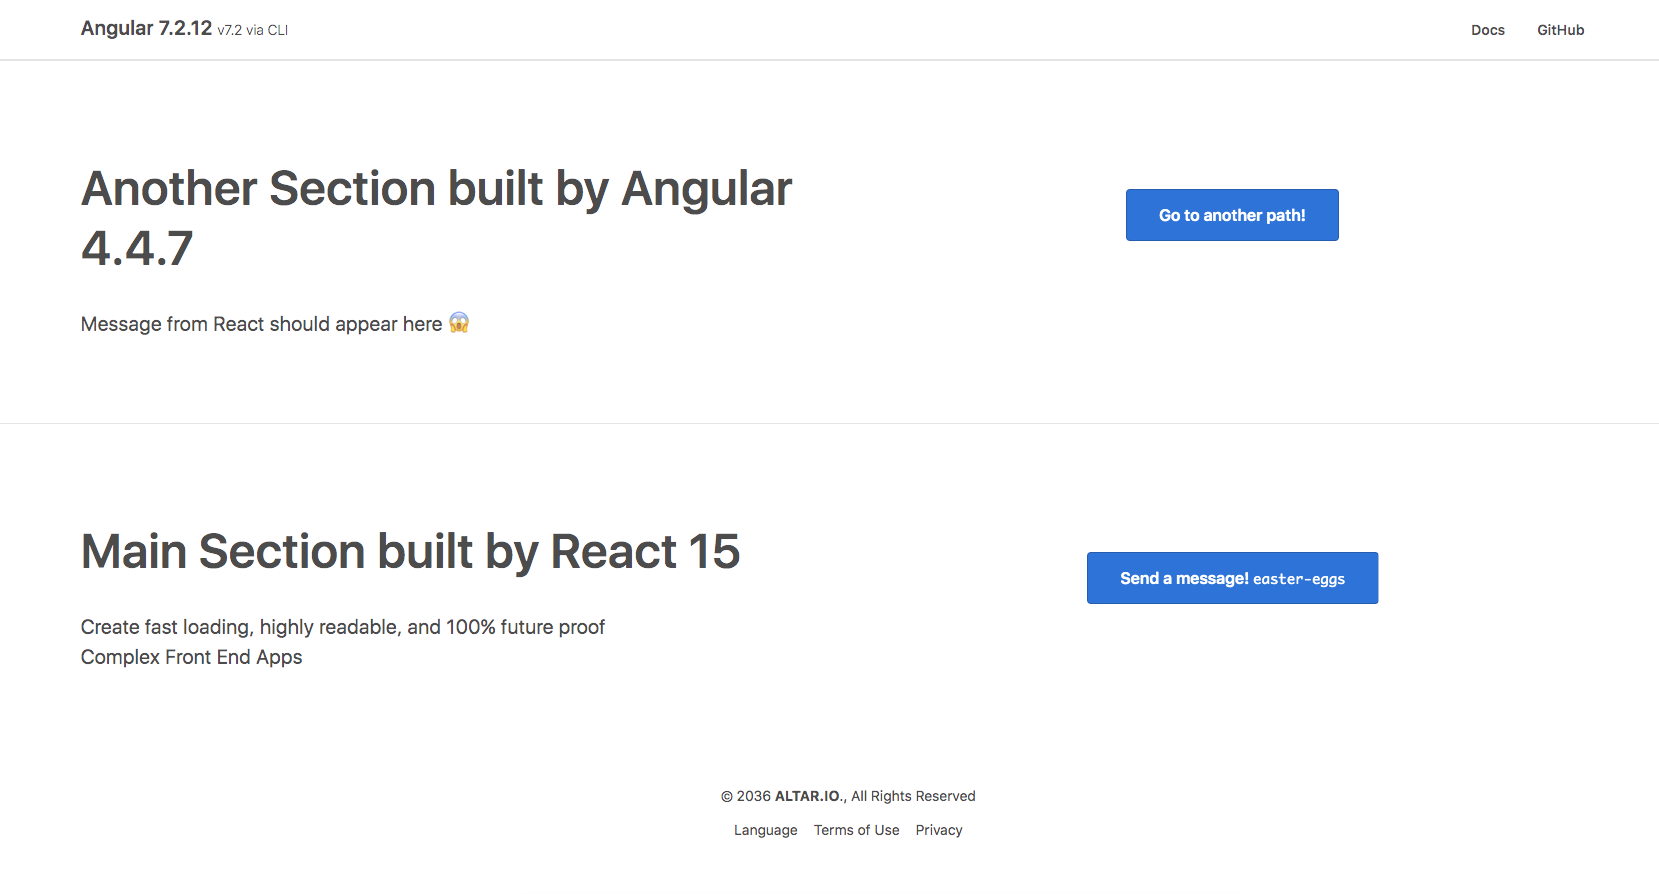 Angular 7.2.12 v7.2 via CLI
Docs
GitHub
Another Section built by Angular
4.4.7
Go to another path!
Message from React should appear here 😱
Main Section built by React 15
Send a message! easter-eggs
Create fast loading, highly readable, and 100% future proof
Complex Front End Apps
© 2036 ALTAR.IO., All Rights Reserved
Language Terms of Use Privacy